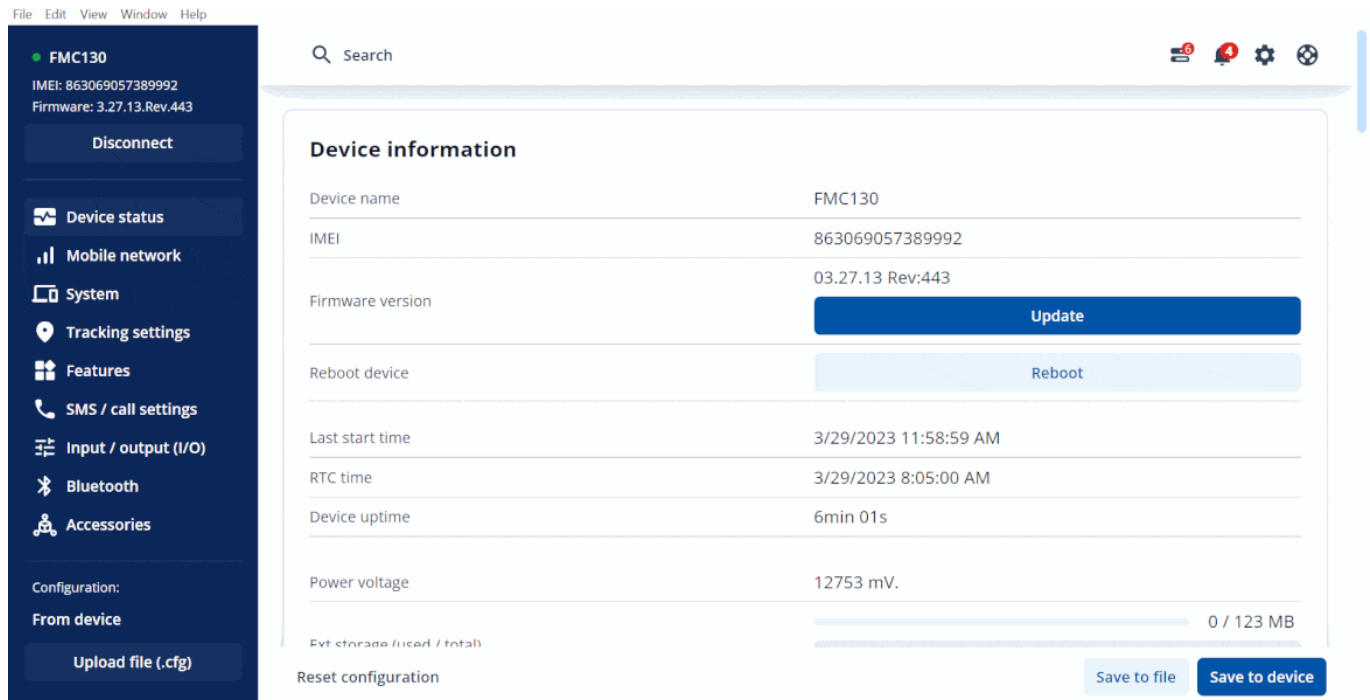 File Edit View Window Help
FMC130
IMEI: 863069057389992
Firmware: 3.27.13.Rev.443
Disconnect
Device status
Mobile network
System
Tracking settings
Features
SMS / call settings
Input / output (I/O)
Bluetooth
Accessories
Configuration:
From device
Upload file (.cfg)
Search
6
4
Device information
Device name FMC130
IMEI 863069057389992
Firmware version 03.27.13 Rev:443
Update
Reboot device Reboot
Last start time 3/29/2023 11:58:59 AM
RTC time 3/29/2023 8:05:00 AM
Device uptime 6min 01s
Power voltage 12753 mV.
Ext storage (used / total) 0 / 123 MB
Reset configuration Save to file Save to device